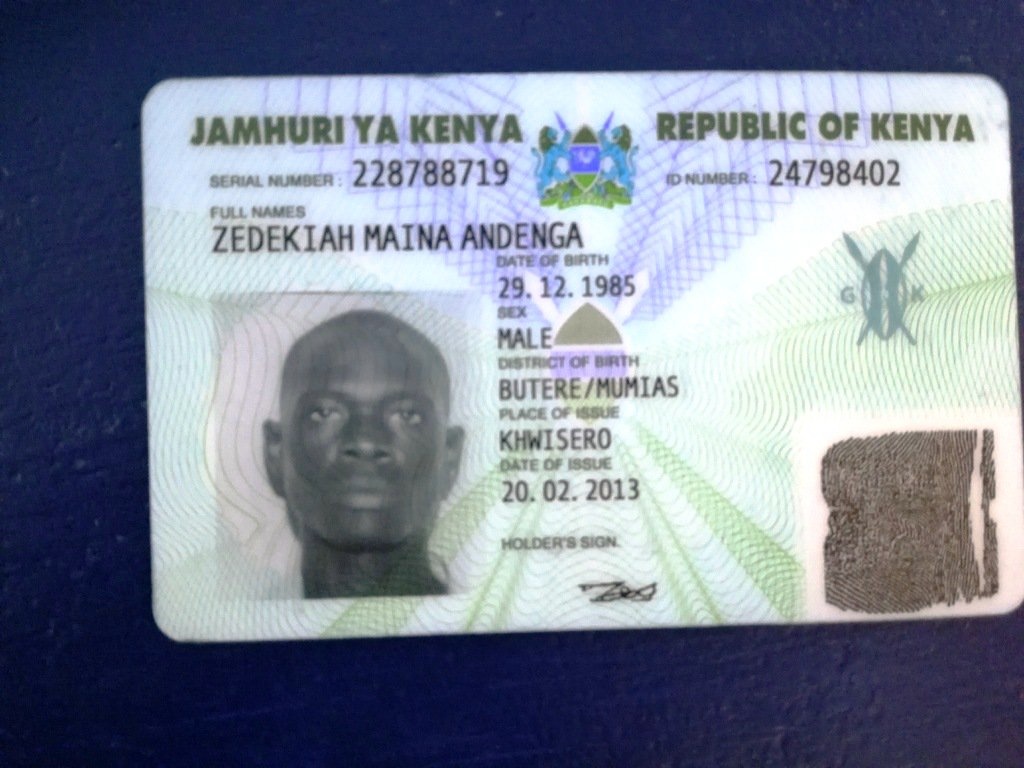 JAMHURI YA KENYA
REPUBLIC OF KENYA
SERIAL NUMBER : 228788719
ID NUMBER : 24798402
FULL NAMES
ZEDEKIAH MAINA ANDENGA
DATE OF BIRTH
29. 12. 1985
SEX
MALE
DISTRICT OF BIRTH
BUTERE/MUMIAS
PLACE OF ISSUE
KHWISERO
DATE OF ISSUE
20. 02. 2013
HOLDER'S SIGN.
G K